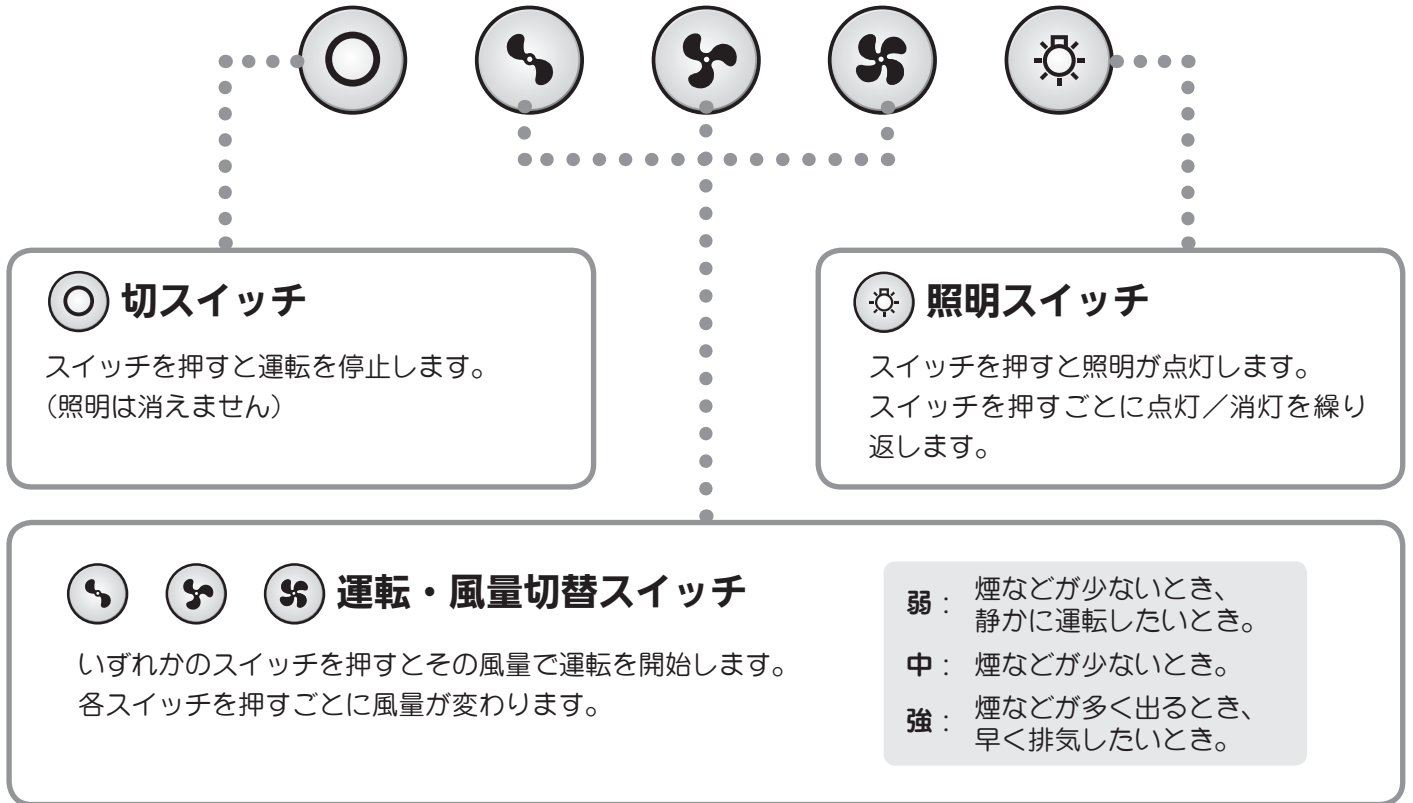 切スイッチ
スイッチを押すと運転を停止します。
（照明は消えません）
照明スイッチ
スイッチを押すと照明が点灯します。
スイッチを押すごとに点灯／消灯を繰り
返します。
運転・風量切替スイッチ
いずれかのスイッチを押すとその風量で運転を開始します。
各スイッチを押すごとに風量が変わります。
弱： 煙などが少ないとき、
静かに運転したいとき。
中： 煙などが少ないとき。
強： 煙などが多く出るとき、
早く排気したいとき。